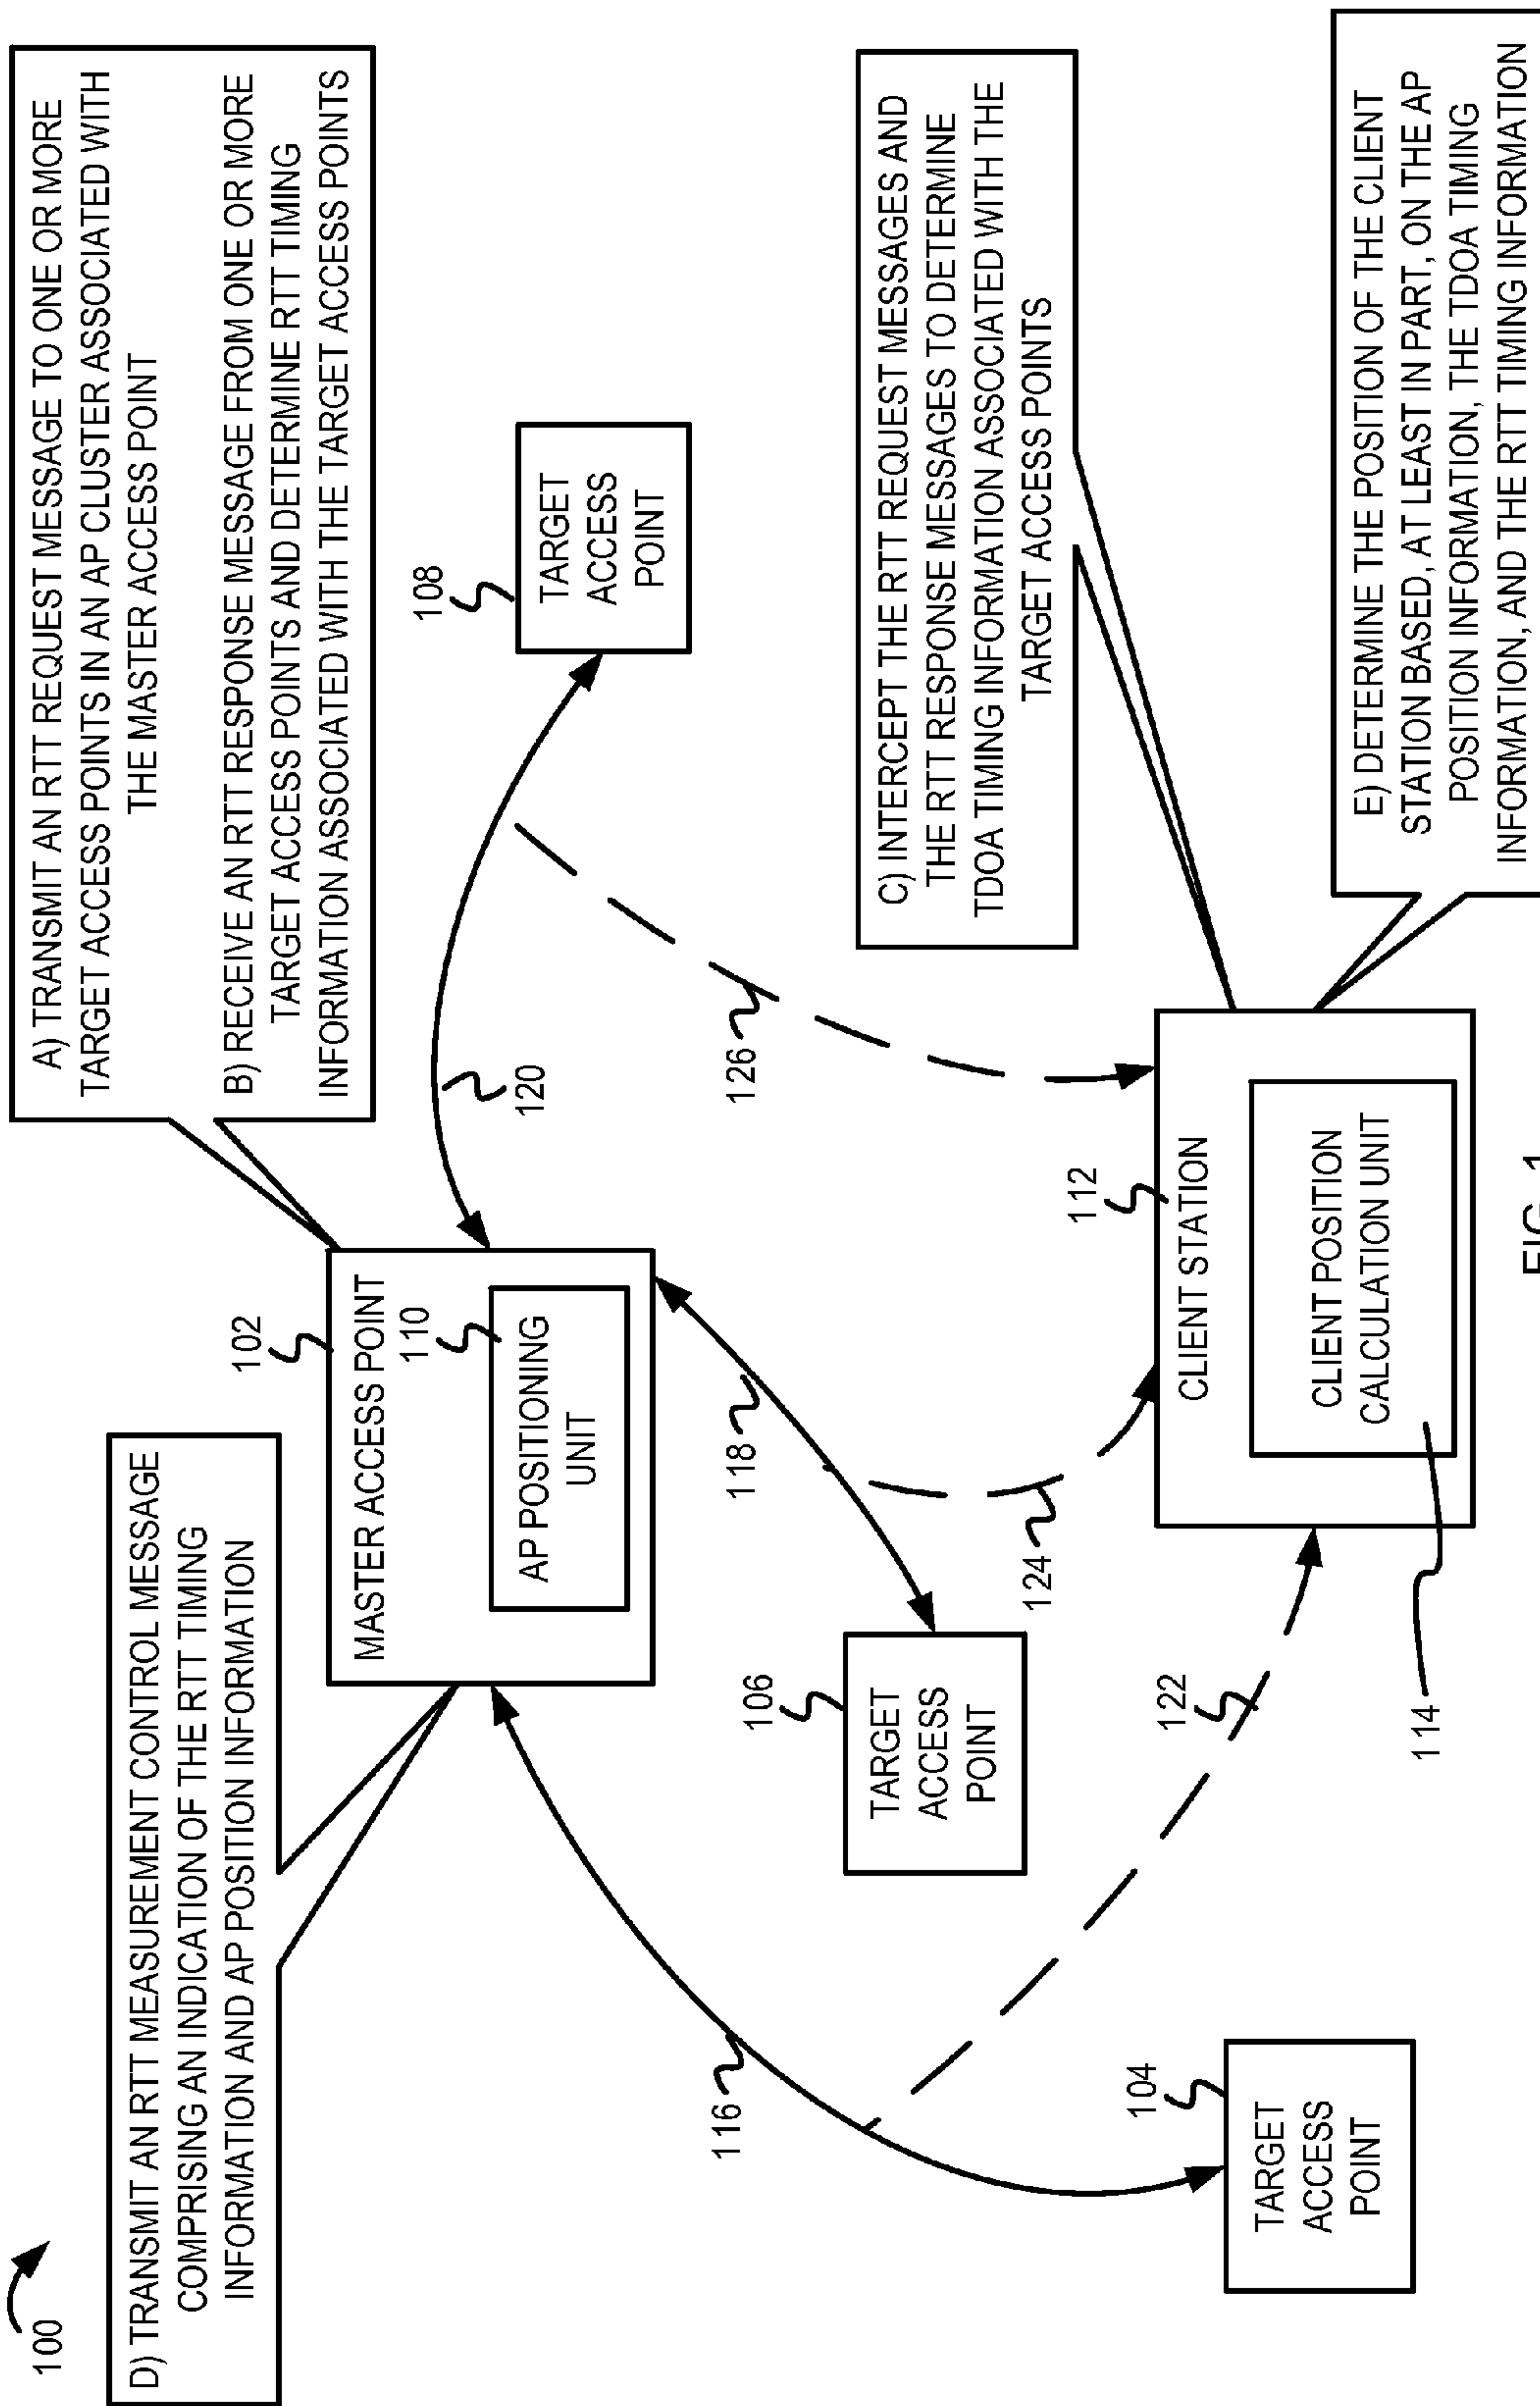 100
D) TRANSMIT AN RTT MEASUREMENT CONTROL MESSAGE
COMPRISING AN INDICATION OF THE RTT TIMING
INFORMATION AND AP POSITION INFORMATION
A) TRANSMIT AN RTT REQUEST MESSAGE TO ONE OR MORE
TARGET ACCESS POINTS IN AN AP CLUSTER ASSOCIATED WITH
THE MASTER ACCESS POINT
B) RECEIVE AN RTT RESPONSE MESSAGE FROM ONE OR MORE
TARGET ACCESS POINTS AND DETERMINE RTT TIMING
INFORMATION ASSOCIATED WITH THE TARGET ACCESS POINTS
102
MASTER ACCESS POINT
110
AP POSITIONING
UNIT
108
TARGET
ACCESS
POINT
120
118
116
106
TARGET
ACCESS
POINT
126
124
122
104
TARGET
ACCESS
POINT
C) INTERCEPT THE RTT REQUEST MESSAGES AND
THE RTT RESPONSE MESSAGES TO DETERMINE
TDOA TIMING INFORMATION ASSOCIATED WITH THE
TARGET ACCESS POINTS
112
CLIENT STATION
CLIENT POSITION
CALCULATION UNIT
114
E) DETERMINE THE POSITION OF THE CLIENT
STATION BASED, AT LEAST IN PART, ON THE AP
POSITION INFORMATION, THE TDOA TIMING
INFORMATION, AND THE RTT TIMING INFORMATION
FIG. 1